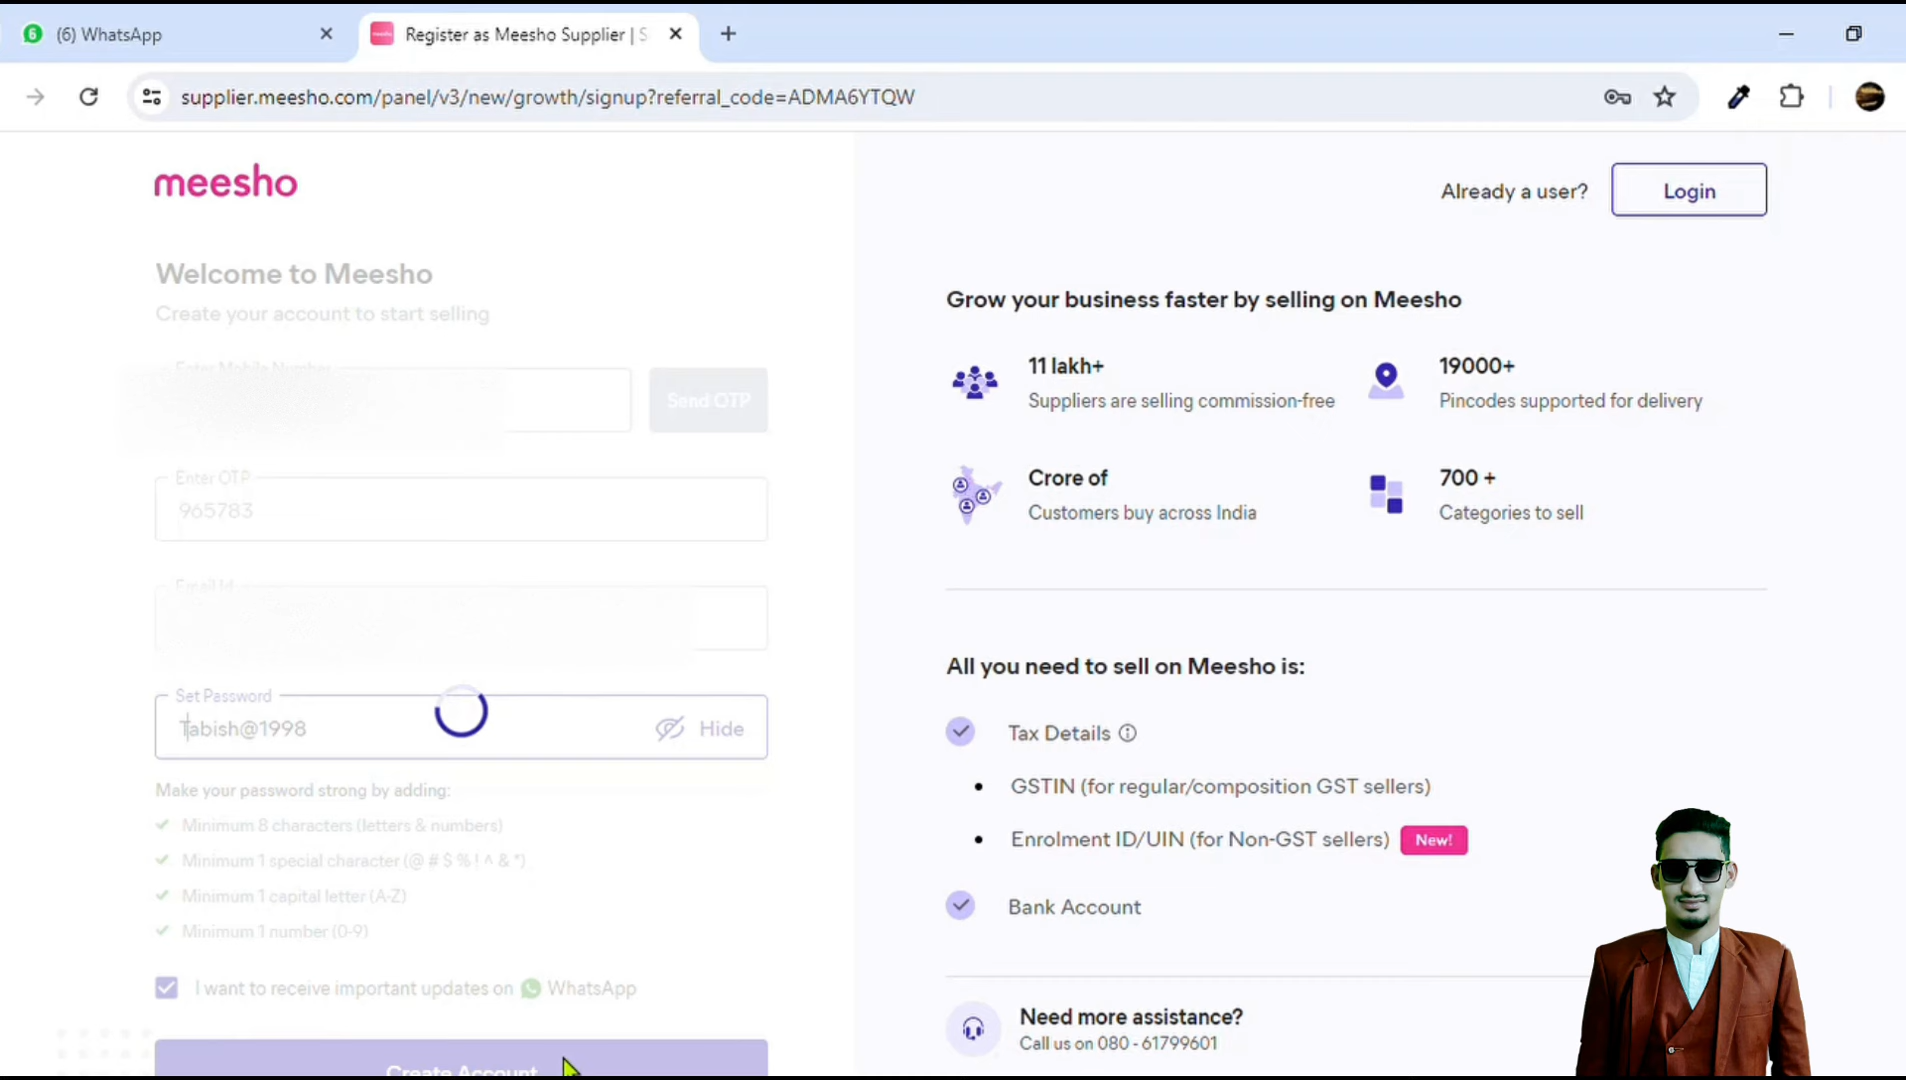 (6) WhatsApp
Register as Meesho Supplier | S
supplier.meesho.com/panel/v3/new/growth/signup?referral_code=ADMA6YTQW
meesho
Already a user?
Login
Welcome to Meesho
Create your account to start selling
Enter Mobile Number
Send OTP
Enter OTP
965783
Email Id
Set Password
Tabish@1998
Hide
Make your password strong by adding:
Minimum 8 characters (letters & numbers)
Minimum 1 special character (@ # $ % ! ^ & *)
Minimum 1 capital letter (A-Z)
Minimum 1 number (0-9)
I want to receive important updates on WhatsApp
Create Account
Grow your business faster by selling on Meesho
11 lakh+
Suppliers are selling commission-free
19000+
Pincodes supported for delivery
Crore of
Customers buy across India
700 +
Categories to sell
All you need to sell on Meesho is:
Tax Details
GSTIN (for regular/composition GST sellers)
Enrolment ID/UIN (for Non-GST sellers) New!
Bank Account
Need more assistance?
Call us on 080 - 61799601